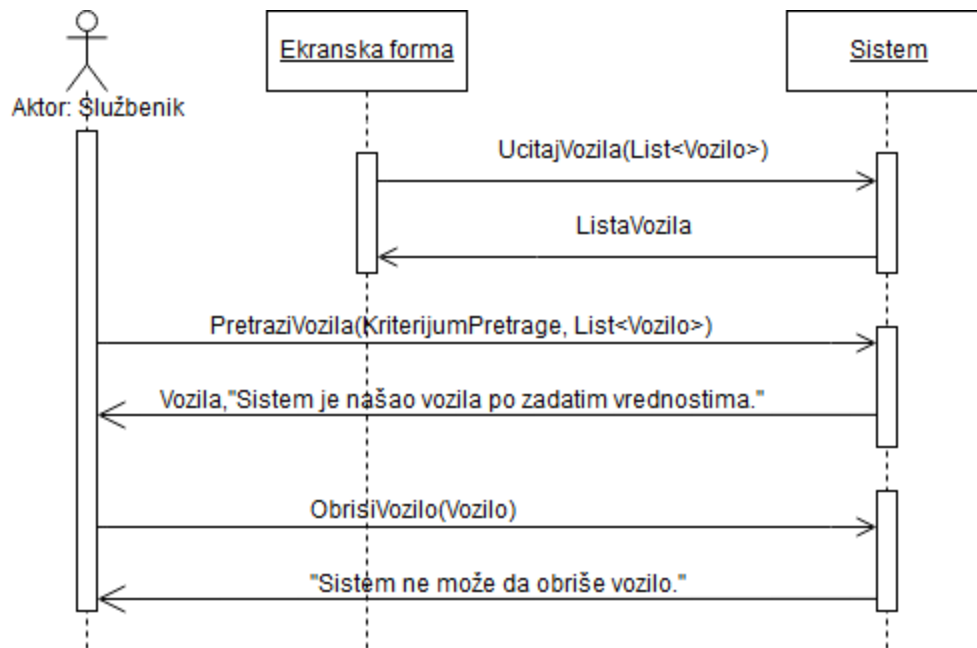 Ekranska forma
Sistem
Aktor: Službenik
UcitajVozila(List<Vozilo>)
ListaVozila
PretraziVozila(KriterijumPretrage, List<Vozilo>)
Vozila,"Sistem je našao vozila po zadatim vrednostima."
ObrisiVozilo(Vozilo)
"Sistem ne može da obriše vozilo."